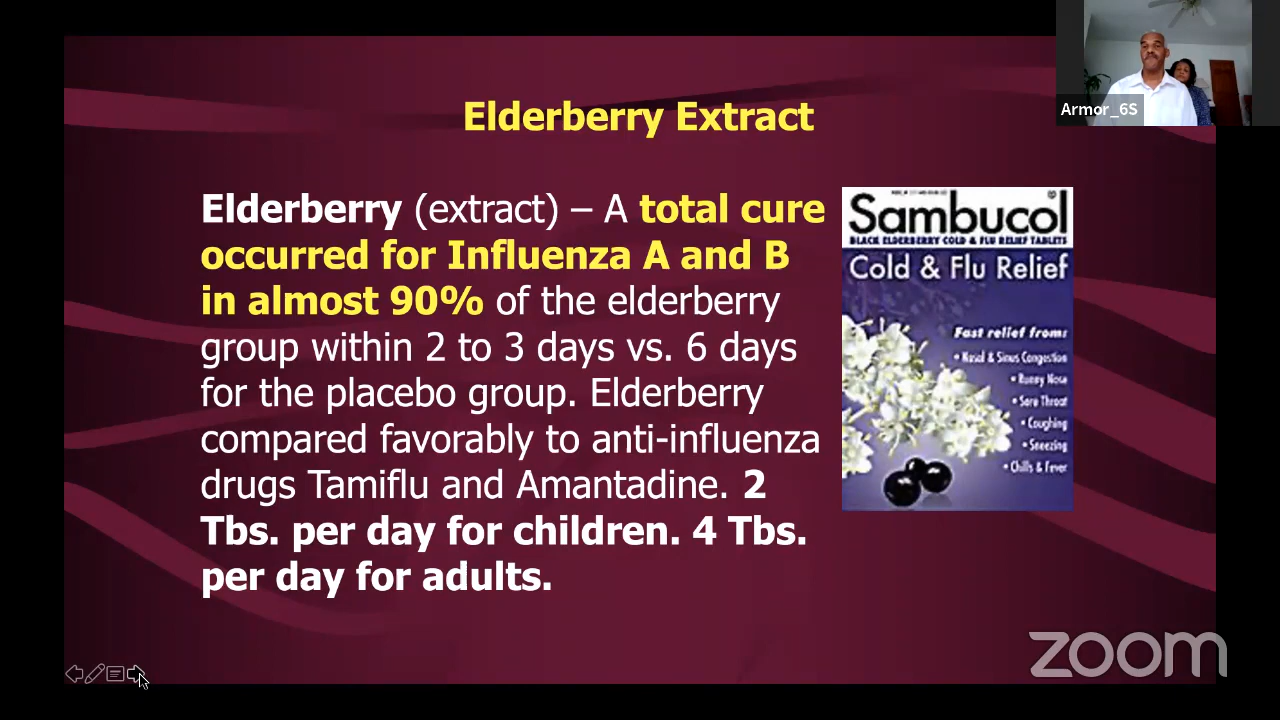 Armor_6S
Elderberry Extract
Elderberry (extract) – A total cure
occurred for Influenza A and B
in almost 90% of the elderberry
group within 2 to 3 days vs. 6 days
for the placebo group. Elderberry
compared favorably to anti-influenza
drugs Tamiflu and Amantadine. 2
Tbs. per day for children. 4 Tbs.
per day for adults.
Sambucol
BLACK ELDERBERRY COLD & FLU RELIEF TABLETS
Cold & Flu Relief
Fast relief from:
• Nasal & Sinus Congestion
• Runny Nose
• Sore Throat
• Coughing
• Sneezing
• Chills & Fever
zoom